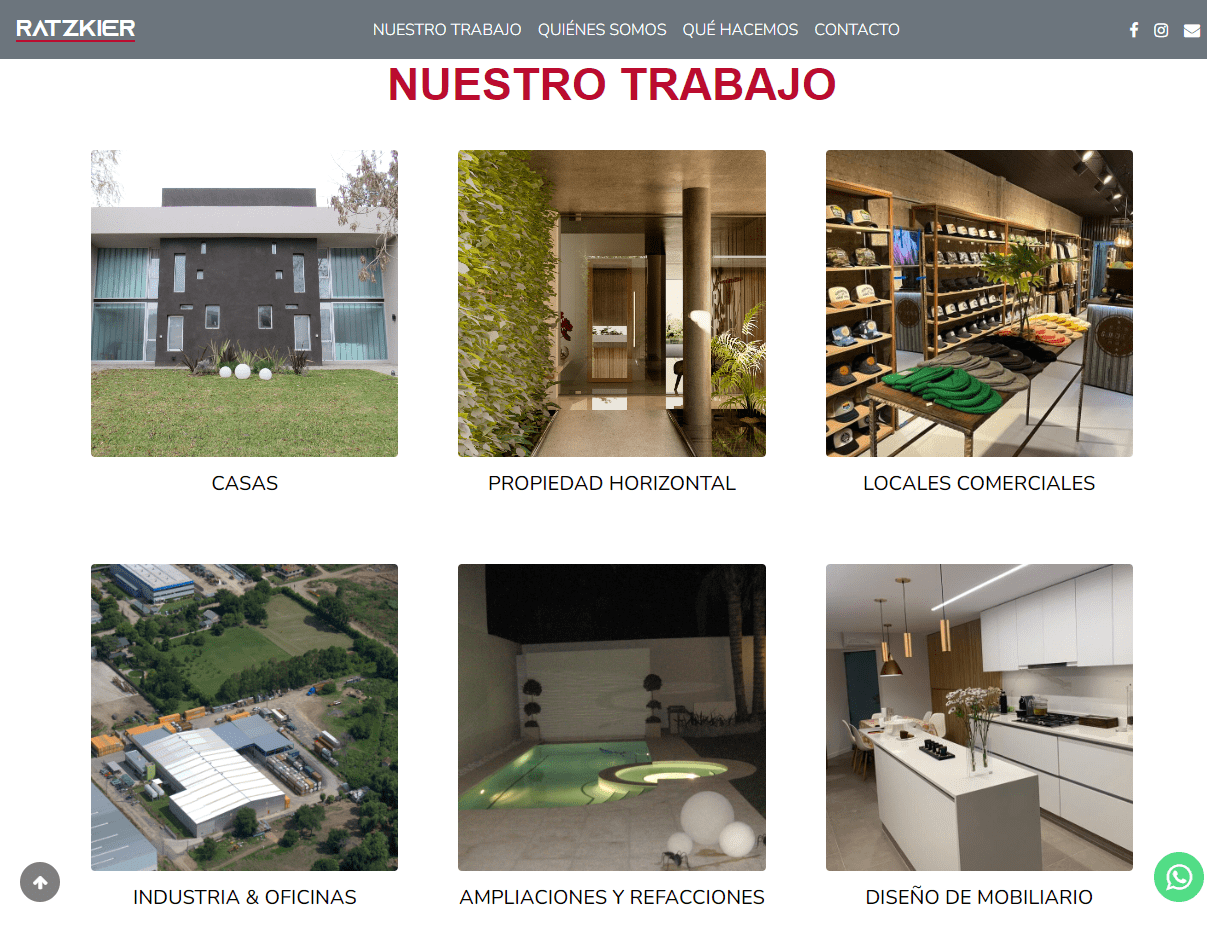 RATZKIER
NUESTRO TRABAJO QUIÉNES SOMOS QUÉ HACEMOS CONTACTO
NUESTRO TRABAJO
CASAS
PROPIEDAD HORIZONTAL
LOCALES COMERCIALES
INDUSTRIA & OFICINAS
AMPLIACIONES Y REFACCIONES
DISEÑO DE MOBILIARIO